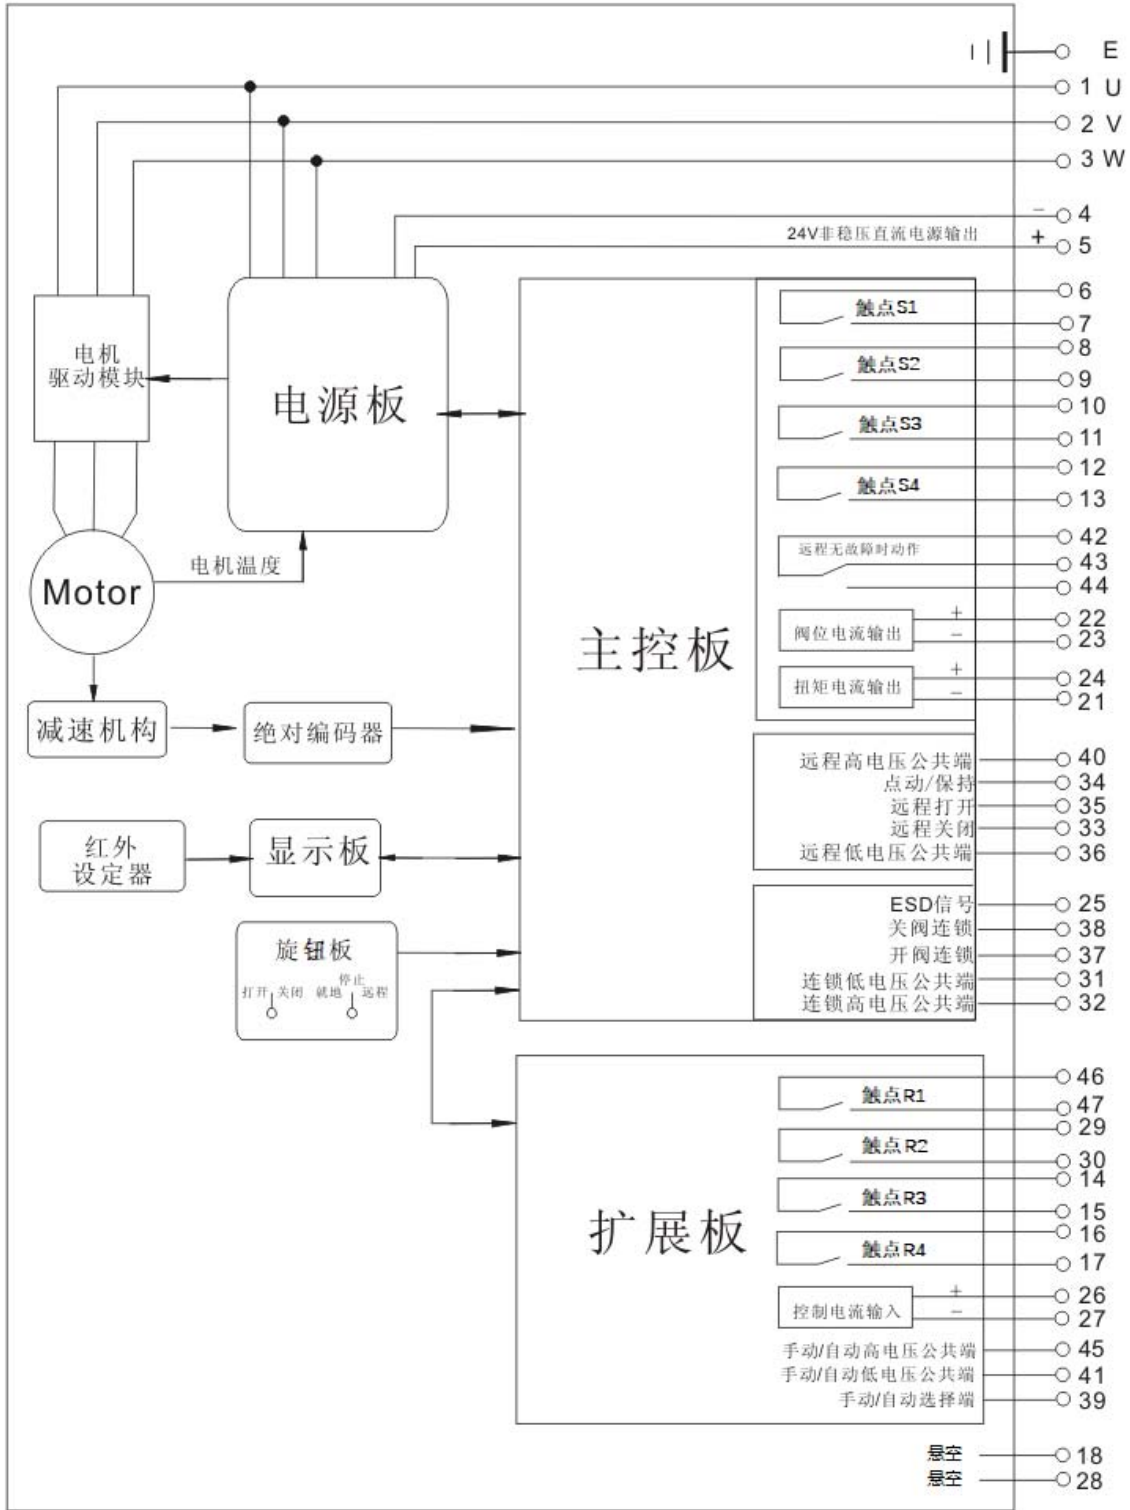 E
1 U
2 V
3 W
− 4
24V非稳压直流电源输出 + 5
电机
驱动模块
电源板
电机温度
Motor
减速机构
绝对编码器
红外
设定器
显示板
旋钮板
打开 关闭 就地 停止 远程
主控板
触点S1
6
7
触点S2
8
9
触点S3
10
11
触点S4
12
13
远程无故障时动作
42
43
44
阀位电流输出
+ 22
− 23
扭矩电流输出
+ 24
− 21
远程高电压公共端 40
点动/保持 34
远程打开 35
远程关闭 33
远程低电压公共端 36
ESD信号 25
关阀连锁 38
开阀连锁 37
连锁低电压公共端 31
连锁高电压公共端 32
扩展板
触点R1
46
47
触点R2
29
30
触点R3
14
15
触点R4
16
17
控制电流输入
+ 26
− 27
手动/自动高电压公共端 45
手动/自动低电压公共端 41
手动/自动选择端 39
悬空 18
悬空 28